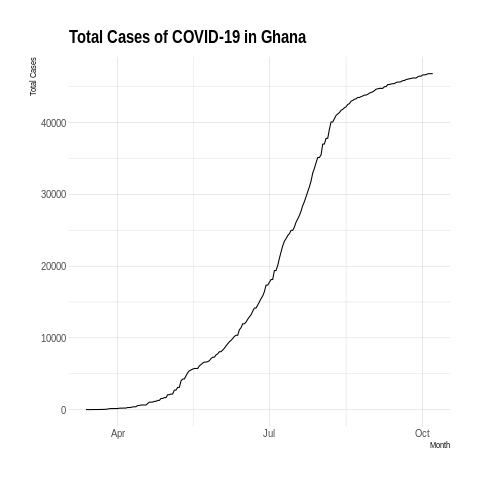 Total Cases of COVID-19 in Ghana
Total Cases
40000
30000
20000
10000
0
Apr Jul Oct
Month